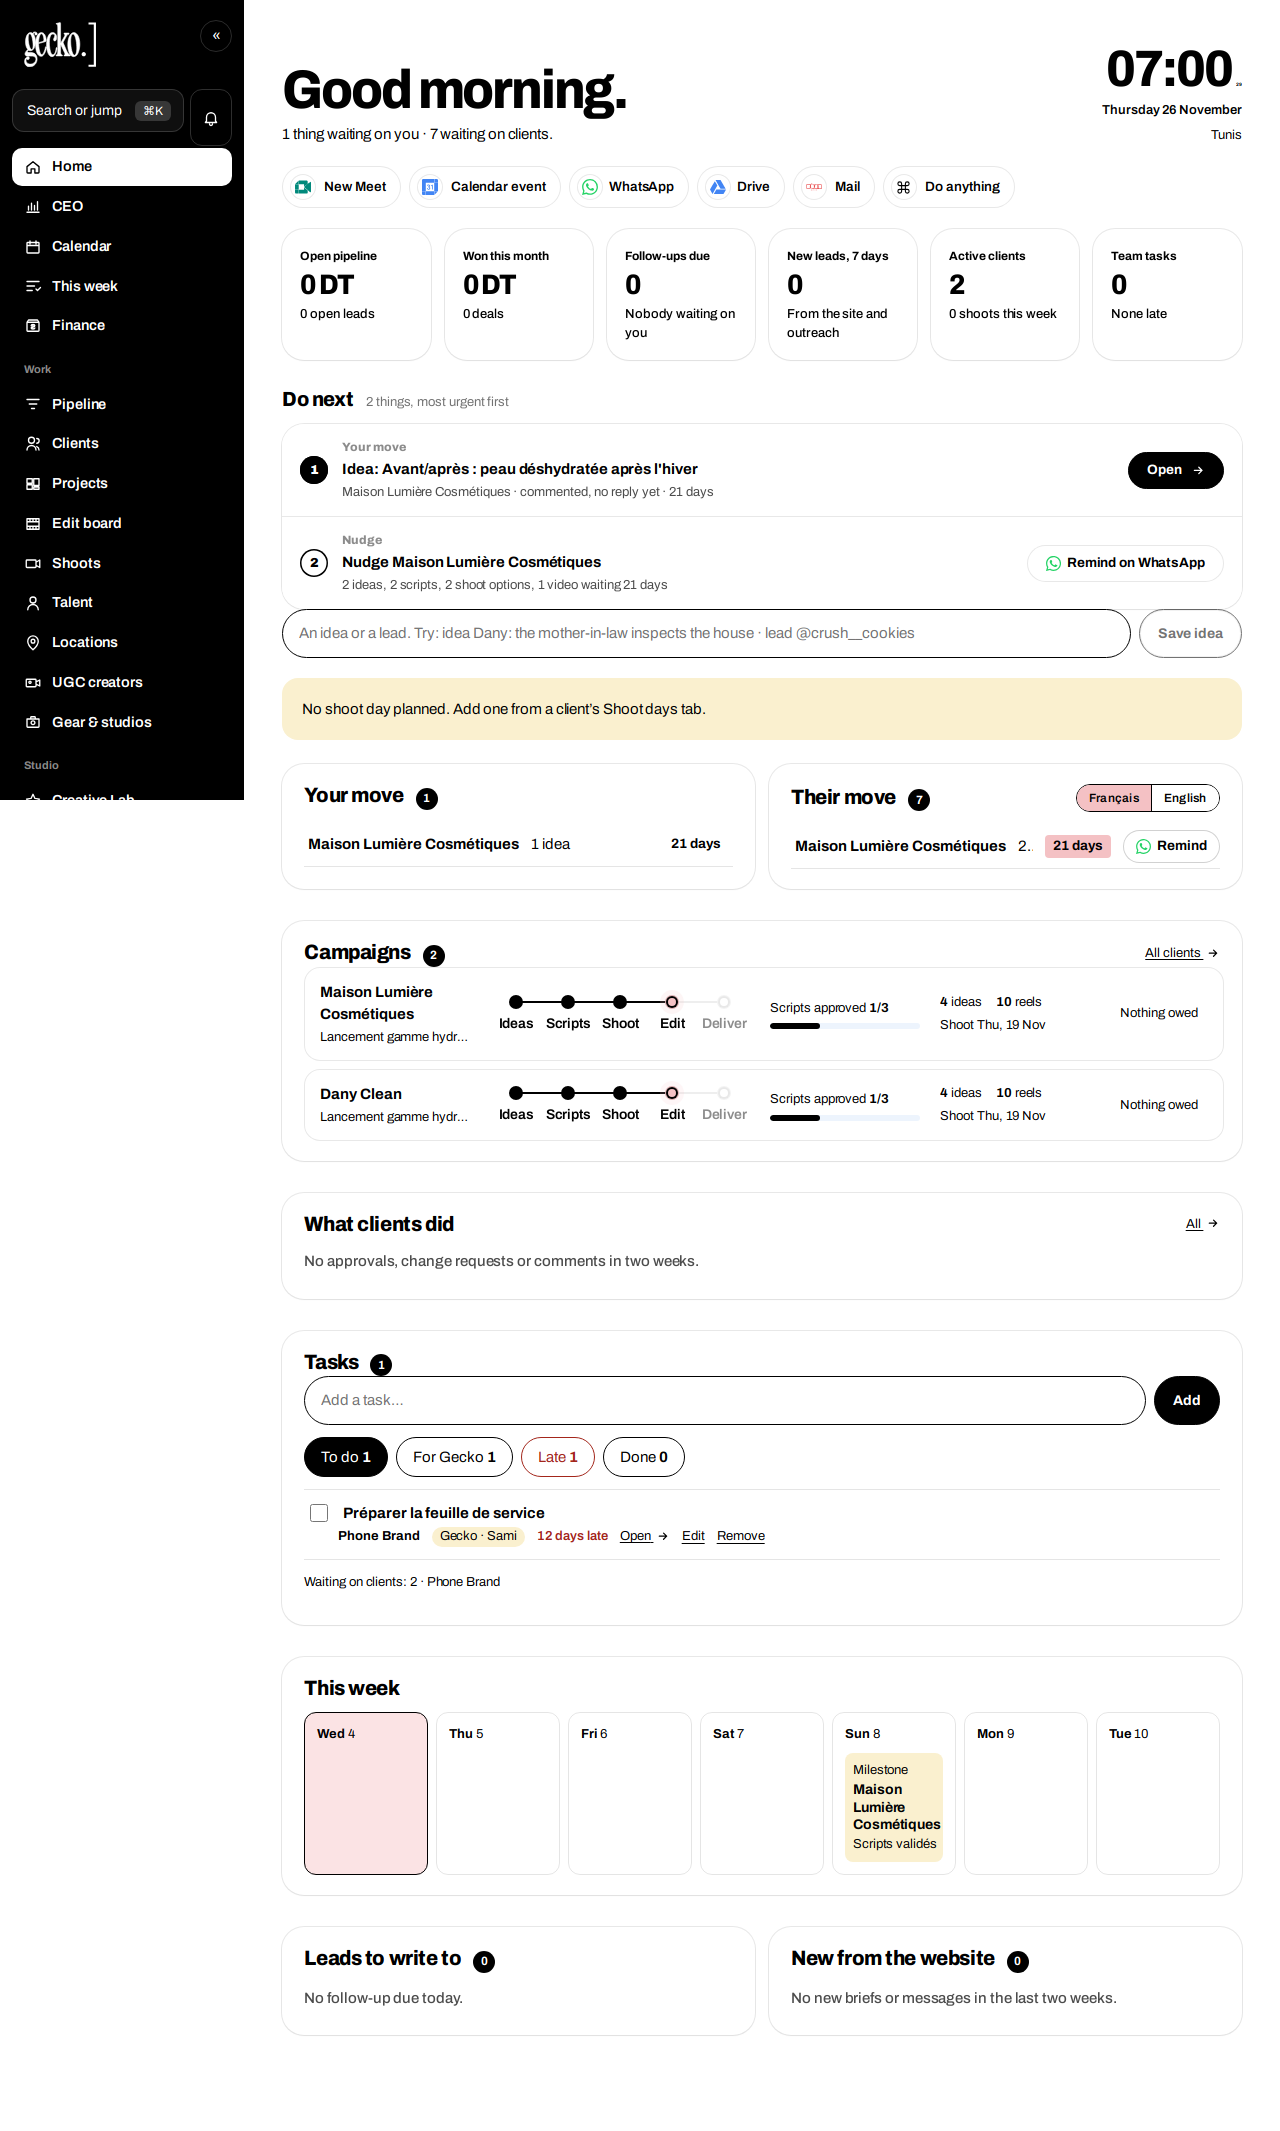 gecko.]
«
Search or jump ⌘K
Home
CEO
Calendar
This week
Finance
Work
Pipeline
Clients
Projects
Edit board
Shoots
Talent
Locations
UGC creators
Gear & studios
Studio
Creative Lab
Good morning.
1 thing waiting on you · 7 waiting on clients.
07:00
Thursday 26 November
Tunis
New Meet
Calendar event
WhatsApp
Drive
Mail
Do anything
Open pipeline
0 DT
0 open leads
Won this month
0 DT
0 deals
Follow-ups due
0
Nobody waiting on
you
New leads, 7 days
0
From the site and
outreach
Active clients
2
0 shoots this week
Team tasks
0
None late
Do next 2 things, most urgent first
1
Your move
Idea: Avant/après : peau déshydratée après l'hiver
Maison Lumière Cosmétiques · commented, no reply yet · 21 days
Open →
2
Nudge
Nudge Maison Lumière Cosmétiques
2 ideas, 2 scripts, 2 shoot options, 1 video waiting 21 days
Remind on WhatsApp
An idea or a lead. Try: idea Dany: the mother-in-law inspects the house · lead @crush__cookies
Save idea
No shoot day planned. Add one from a client's Shoot days tab.
Your move 1
Maison Lumière Cosmétiques 1 idea 21 days
Their move 7 Français English
Maison Lumière Cosmétiques 2.. 21 days Remind
Campaigns 2 All clients →
Maison Lumière
Cosmétiques
Lancement gamme hydr...
Ideas Scripts Shoot Edit Deliver
Scripts approved 1/3
4 ideas 10 reels
Shoot Thu, 19 Nov
Nothing owed
Dany Clean
Lancement gamme hydr...
Ideas Scripts Shoot Edit Deliver
Scripts approved 1/3
4 ideas 10 reels
Shoot Thu, 19 Nov
Nothing owed
What clients did All →
No approvals, change requests or comments in two weeks.
Tasks 1
Add a task... Add
To do 1 For Gecko 1 Late 1 Done 0
Préparer la feuille de service
Phone Brand Gecko · Sami 12 days late Open → Edit Remove
Waiting on clients: 2 · Phone Brand
This week
Wed 4
Thu 5
Fri 6
Sat 7
Sun 8
Milestone
Maison
Lumière
Cosmétiques
Scripts validés
Mon 9
Tue 10
Leads to write to 0
No follow-up due today.
New from the website 0
No new briefs or messages in the last two weeks.